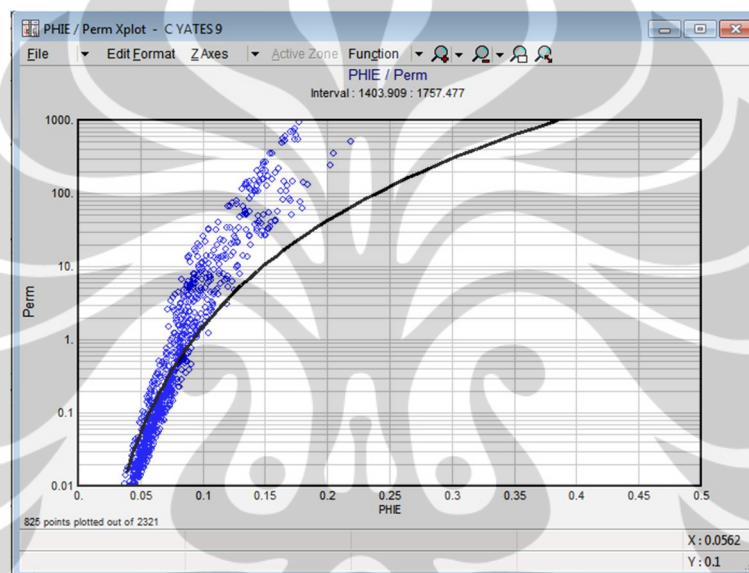 PHIE / Perm Xplot - C YATES 9
File Edit Format Z Axes Active Zone Function
PHIE / Perm
Interval : 1403.909 : 1757.477
1000.
100.
10.
1.
0.1
0.01
Perm
0. 0.05 0.1 0.15 0.2 0.25 0.3 0.35 0.4 0.45 0.5
PHIE
825 points plotted out of 2321
X : 0.0562
Y : 0.1